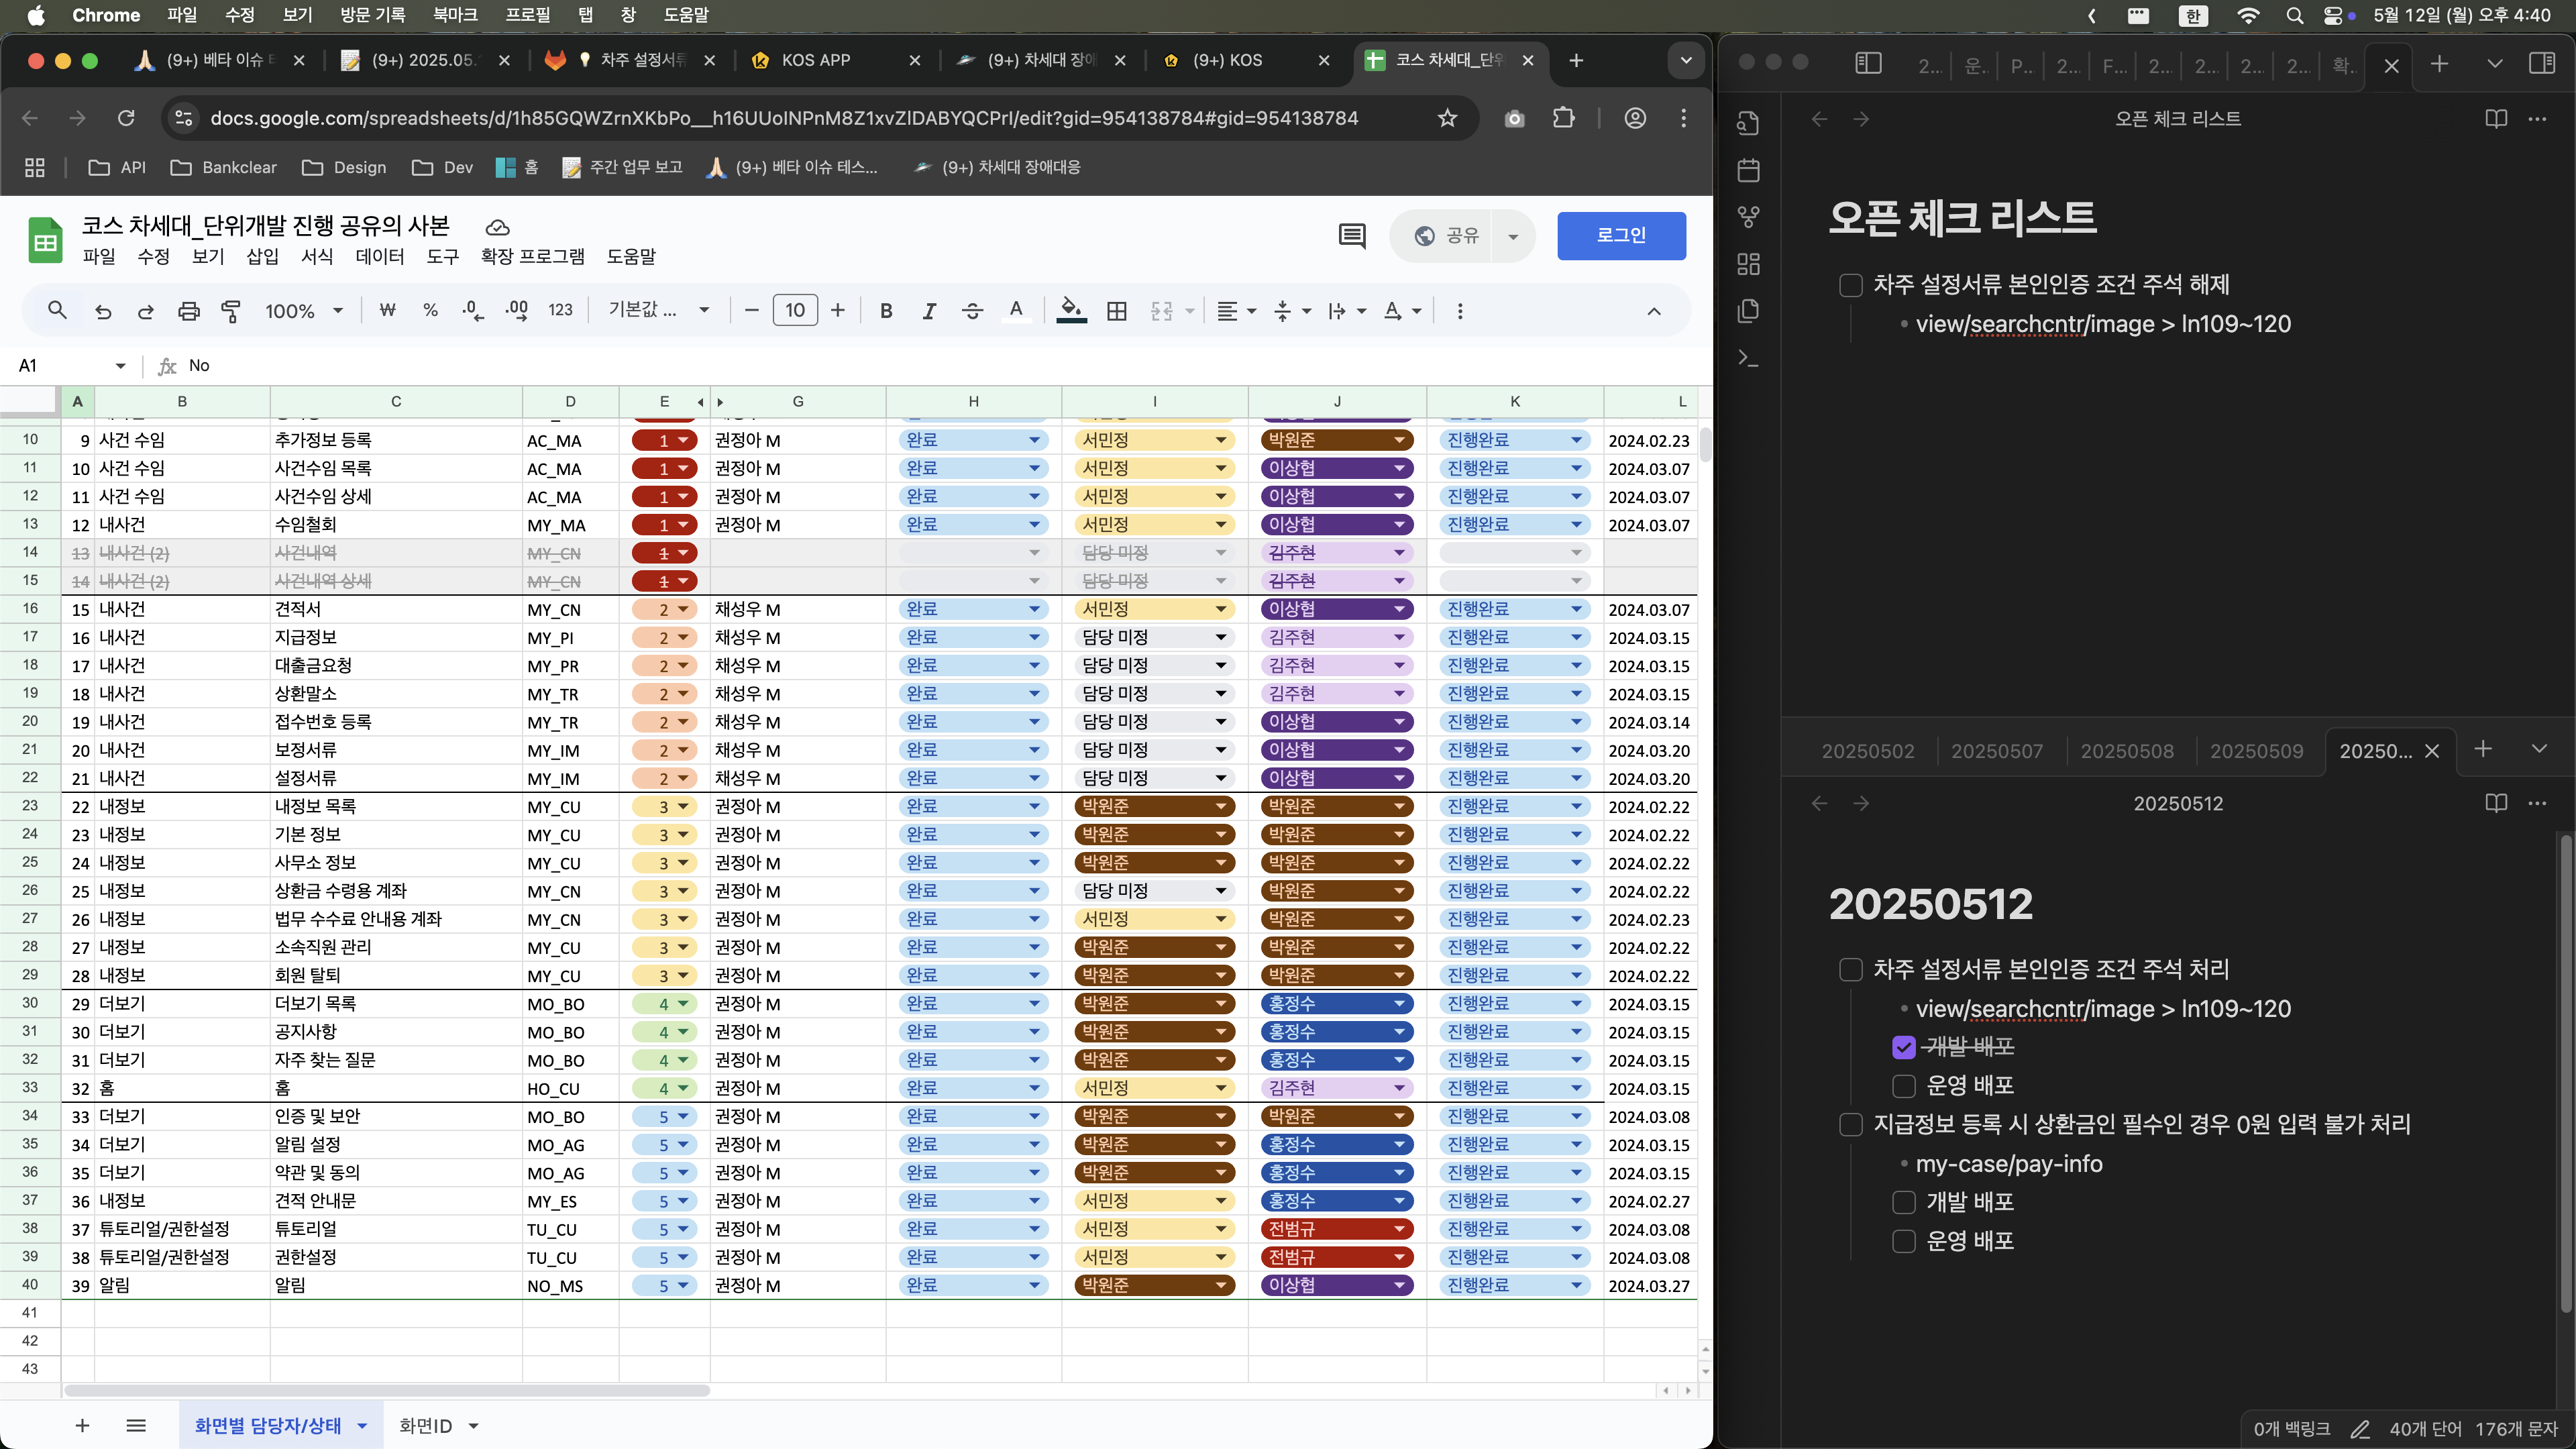 Chrome 파일 수정 보기 방문 기록 북마크 프로필 탭 창 도움말
한 5월 12일 (월) 오후 4:40
(9+) 베타 이슈 (9+) 2025.05. 차주 설정서류 KOS APP (9+) 차세대 장애 (9+) KOS 코스 차세대_단위
docs.google.com/spreadsheets/d/1h85GQWZrnXKbPo__h16UUoINPnM8Z1xvZlDABYQCPrI/edit?gid=954138784#gid=954138784
API Bankclear Design Dev 홈 주간 업무 보고 (9+) 베타 이슈 테스... (9+) 차세대 장애대응
코스 차세대_단위개발 진행 공유의 사본
파일 수정 보기 삽입 서식 데이터 도구 확장 프로그램 도움말
공유 로그인
100% ₩ % .0 .00 123 기본값 ... 10 B I A
A1 fx No
A B C D E G H I J K L
10 9 사건 수임 추가정보 등록 AC_MA 1 권정아 M 완료 서민정 박원준 진행완료 2024.02.23
11 10 사건 수임 사건수임 목록 AC_MA 1 권정아 M 완료 서민정 이상협 진행완료 2024.03.07
12 11 사건 수임 사건수임 상세 AC_MA 1 권정아 M 완료 서민정 이상협 진행완료 2024.03.07
13 12 내사건 수임철회 MY_MA 1 권정아 M 완료 서민정 이상협 진행완료 2024.03.07
14 13 내사건 (2) 사건내역 MY_CN 1 담당 미정 김주현
15 14 내사건 (2) 사건내역 상세 MY_CN 1 담당 미정 김주현
16 15 내사건 견적서 MY_CN 2 채성우 M 완료 서민정 이상협 진행완료 2024.03.07
17 16 내사건 지급정보 MY_PI 2 채성우 M 완료 담당 미정 김주현 진행완료 2024.03.15
18 17 내사건 대출금요청 MY_PR 2 채성우 M 완료 담당 미정 김주현 진행완료 2024.03.15
19 18 내사건 상환말소 MY_TR 2 채성우 M 완료 담당 미정 김주현 진행완료 2024.03.15
20 19 내사건 접수번호 등록 MY_TR 2 채성우 M 완료 담당 미정 이상협 진행완료 2024.03.14
21 20 내사건 보정서류 MY_IM 2 채성우 M 완료 담당 미정 이상협 진행완료 2024.03.20
22 21 내사건 설정서류 MY_IM 2 채성우 M 완료 담당 미정 이상협 진행완료 2024.03.20
23 22 내정보 내정보 목록 MY_CU 3 권정아 M 완료 박원준 박원준 진행완료 2024.02.22
24 23 내정보 기본 정보 MY_CU 3 권정아 M 완료 박원준 박원준 진행완료 2024.02.22
25 24 내정보 사무소 정보 MY_CU 3 권정아 M 완료 박원준 박원준 진행완료 2024.02.22
26 25 내정보 상환금 수령용 계좌 MY_CN 3 권정아 M 완료 담당 미정 박원준 진행완료 2024.02.22
27 26 내정보 법무 수수료 안내용 계좌 MY_CN 3 권정아 M 완료 서민정 박원준 진행완료 2024.02.23
28 27 내정보 소속직원 관리 MY_CU 3 권정아 M 완료 박원준 박원준 진행완료 2024.02.22
29 28 내정보 회원 탈퇴 MY_CU 3 권정아 M 완료 박원준 박원준 진행완료 2024.02.22
30 29 더보기 더보기 목록 MO_BO 4 권정아 M 완료 박원준 홍정수 진행완료 2024.03.15
31 30 더보기 공지사항 MO_BO 4 권정아 M 완료 박원준 홍정수 진행완료 2024.03.15
32 31 더보기 자주 찾는 질문 MO_BO 4 권정아 M 완료 박원준 홍정수 진행완료 2024.03.15
33 32 홈 홈 HO_CU 4 권정아 M 완료 서민정 김주현 진행완료 2024.03.15
34 33 더보기 인증 및 보안 MO_BO 5 권정아 M 완료 박원준 박원준 진행완료 2024.03.08
35 34 더보기 알림 설정 MO_AG 5 권정아 M 완료 박원준 홍정수 진행완료 2024.03.15
36 35 더보기 약관 및 동의 MO_AG 5 권정아 M 완료 박원준 홍정수 진행완료 2024.03.15
37 36 내정보 견적 안내문 MY_ES 5 권정아 M 완료 서민정 홍정수 진행완료 2024.02.27
38 37 튜토리얼/권한설정 튜토리얼 TU_CU 5 권정아 M 완료 서민정 전범규 진행완료 2024.03.08
39 38 튜토리얼/권한설정 권한설정 TU_CU 5 권정아 M 완료 서민정 전범규 진행완료 2024.03.08
40 39 알림 알림 NO_MS 5 권정아 M 완료 박원준 이상협 진행완료 2024.03.27
41
42
43
화면별 담당자/상태 화면ID
2... 운. P... 2... F... 2... 2... 2... 2... 확.
오픈 체크 리스트
오픈 체크 리스트
차주 설정서류 본인인증 조건 주석 해제
view/searchcntr/image > ln109~120
20250502 20250507 20250508 20250509 20250...
20250512
20250512
차주 설정서류 본인인증 조건 주석 처리
view/searchcntr/image > ln109~120
개발 배포
운영 배포
지급정보 등록 시 상환금인 필수인 경우 0원 입력 불가 처리
my-case/pay-info
개발 배포
운영 배포
0개 백링크 40개 단어 176개 문자